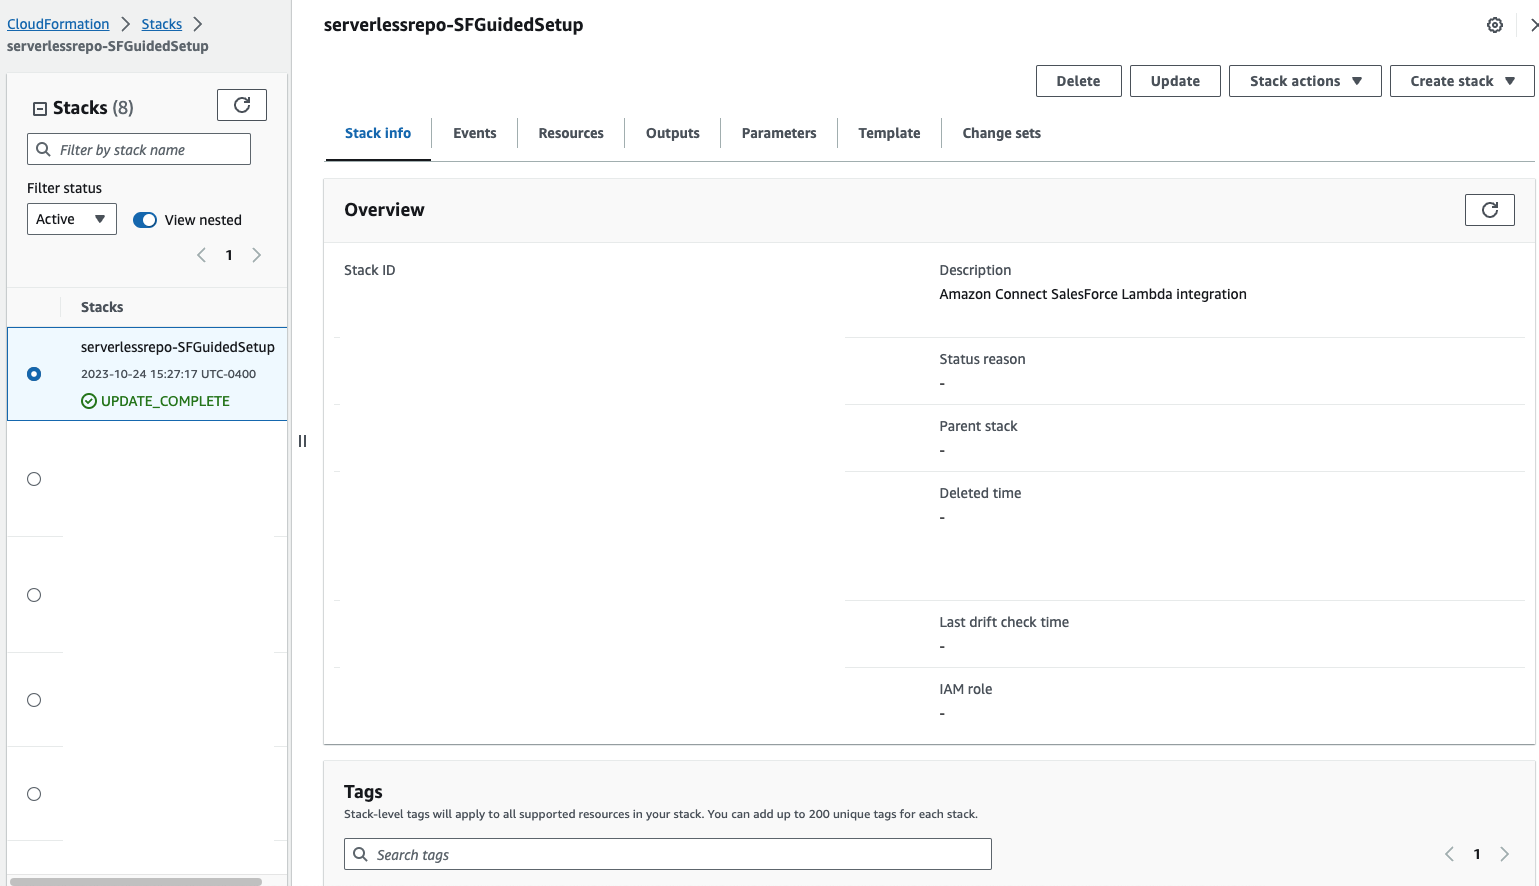 CloudFormation
Stacks
serverlessrepo-SFGuidedSetup
Stacks (8)
Filter by stack name
Filter status
Active
View nested
1
Stacks
serverlessrepo-SFGuidedSetup
2023-10-24 15:27:17 UTC-0400
UPDATE_COMPLETE
serverlessrepo-SFGuidedSetup
Delete
Update
Stack actions
Create stack
Stack info
Events
Resources
Outputs
Parameters
Template
Change sets
Overview
Stack ID
Description
Amazon Connect SalesForce Lambda integration
Status reason
-
Parent stack
-
Deleted time
-
Last drift check time
-
IAM role
-
Tags
Stack-level tags will apply to all supported resources in your stack. You can add up to 200 unique tags for each stack.
Search tags
1